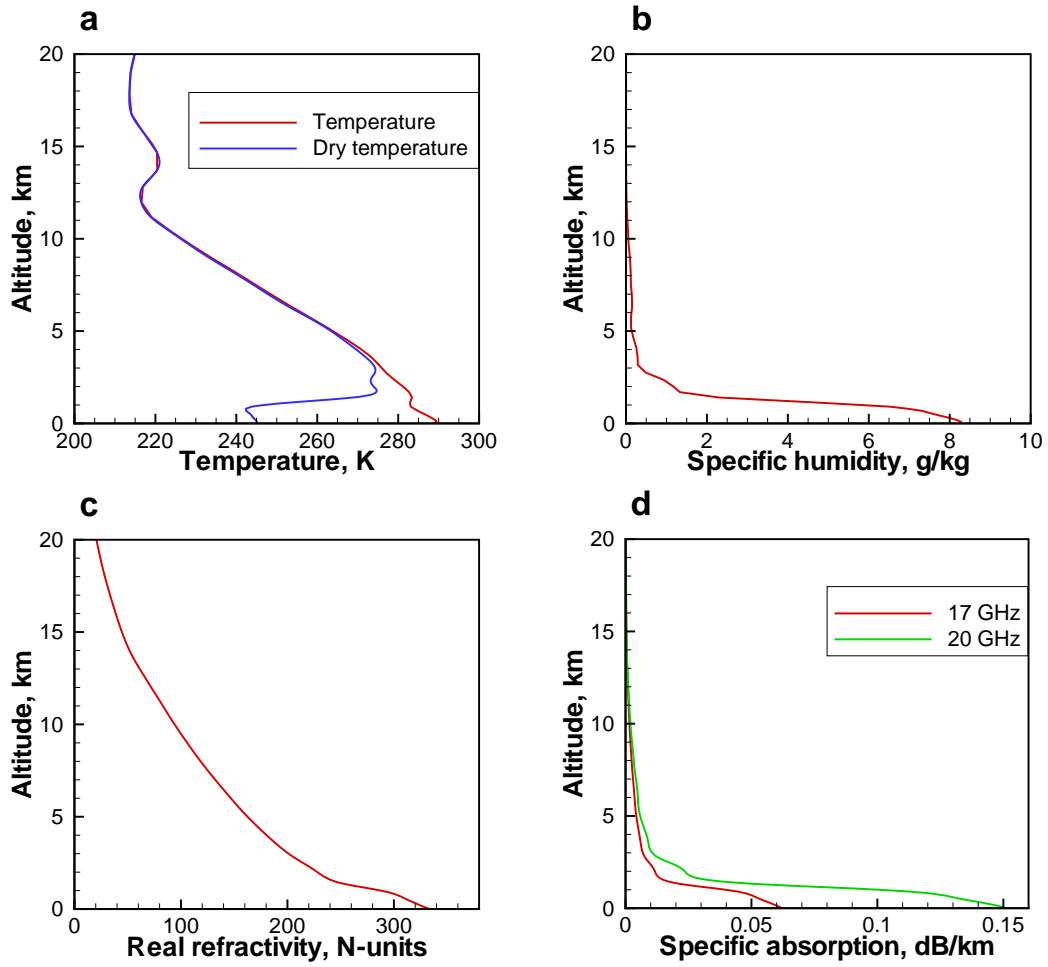 a
20
15
10
5
0
Altitude, km
200
220
240
260
280
300
Temperature, K
Temperature
Dry temperature
b
20
15
10
5
0
Altitude, km
0
2
4
6
8
10
Specific humidity, g/kg
c
20
15
10
5
0
Altitude, km
0
100
200
300
Real refractivity, N-units
d
20
15
10
5
0
Altitude, km
0
0.05
0.1
0.15
Specific absorption, dB/km
17 GHz
20 GHz